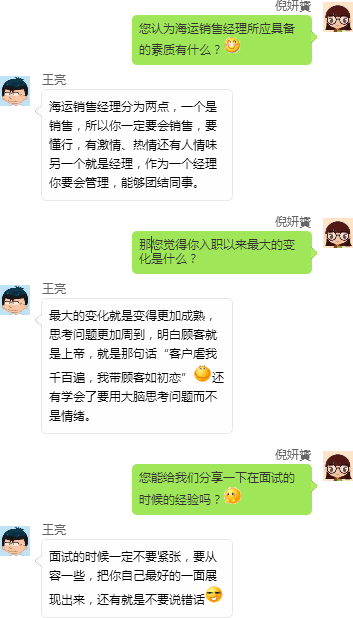 倪妍簀
您认为海运销售经理所应具备
的素质有什么？
王亮
海运销售经理分为两点，一个是
销售，所以你一定要会销售，要
懂行，有激情、热情还有人情味
另一个就是经理，作为一个经理
你要会管理，能够团结同事。
倪妍簀
那您觉得你入职以来最大的变
化是什么？
王亮
最大的变化就是变得更加成熟，
思考问题更加周到，明白顾客就
是上帝，就是那句话“客户虐我
千百遍，我带顾客如初恋”还
有学会了要用大脑思考问题而不
是情绪。
倪妍簀
您能给我们分享一下在面试的
时候的经验吗？
王亮
面试的时候一定不要紧张，要从
容一些，把你自己最好的一面展
现出来，还有就是不要说错话